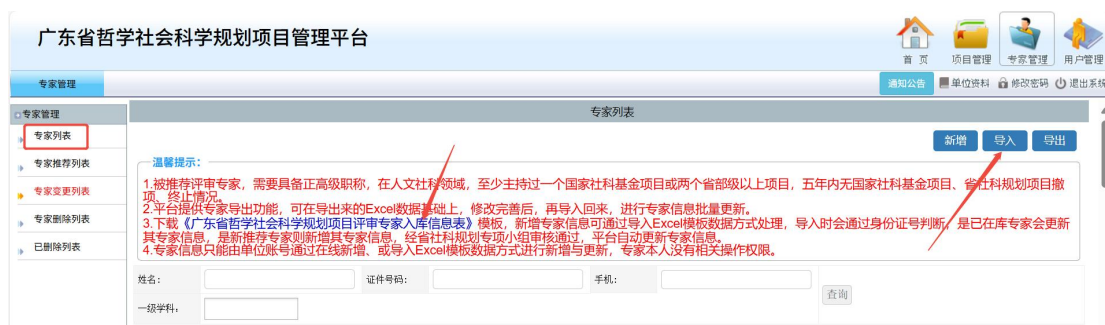 广东省哲学社会科学规划项目管理平台
首 页 项目管理 专家管理 用户管理
专家管理
通知公告 单位资料 修改密码 退出系统
专家管理
专家列表
专家列表
专家推荐列表
专家变更列表
专家删除列表
已删除列表
新增 导入 导出
温馨提示:
1.被推荐评审专家，需要具备正高级职称，在人文社科领域，至少主持过一个国家社科基金项目或两个省部级以上项目，五年内无国家社科基金项目、省社科规划项目撤
项、终止情况。
2.平台提供专家导出功能，可在导出来的Excel数据基础上，修改完善后，再导入回来，进行专家信息批量更新。
3.下载《广东省哲学社会科学规划项目评审专家入库信息表》模板，新增专家信息可通过导入Excel模板数据方式处理，导入时会通过身份证号判断，是已在库专家会更新
其专家信息，是新推荐专家则新增其专家信息，经省社科规划专项小组审核通过，平台自动更新专家信息。
4.专家信息只能由单位账号通过在线新增、或导入Excel模板数据方式进行新增与更新，专家本人没有相关操作权限。
姓名: 证件号码: 手机:
查询
一级学科: